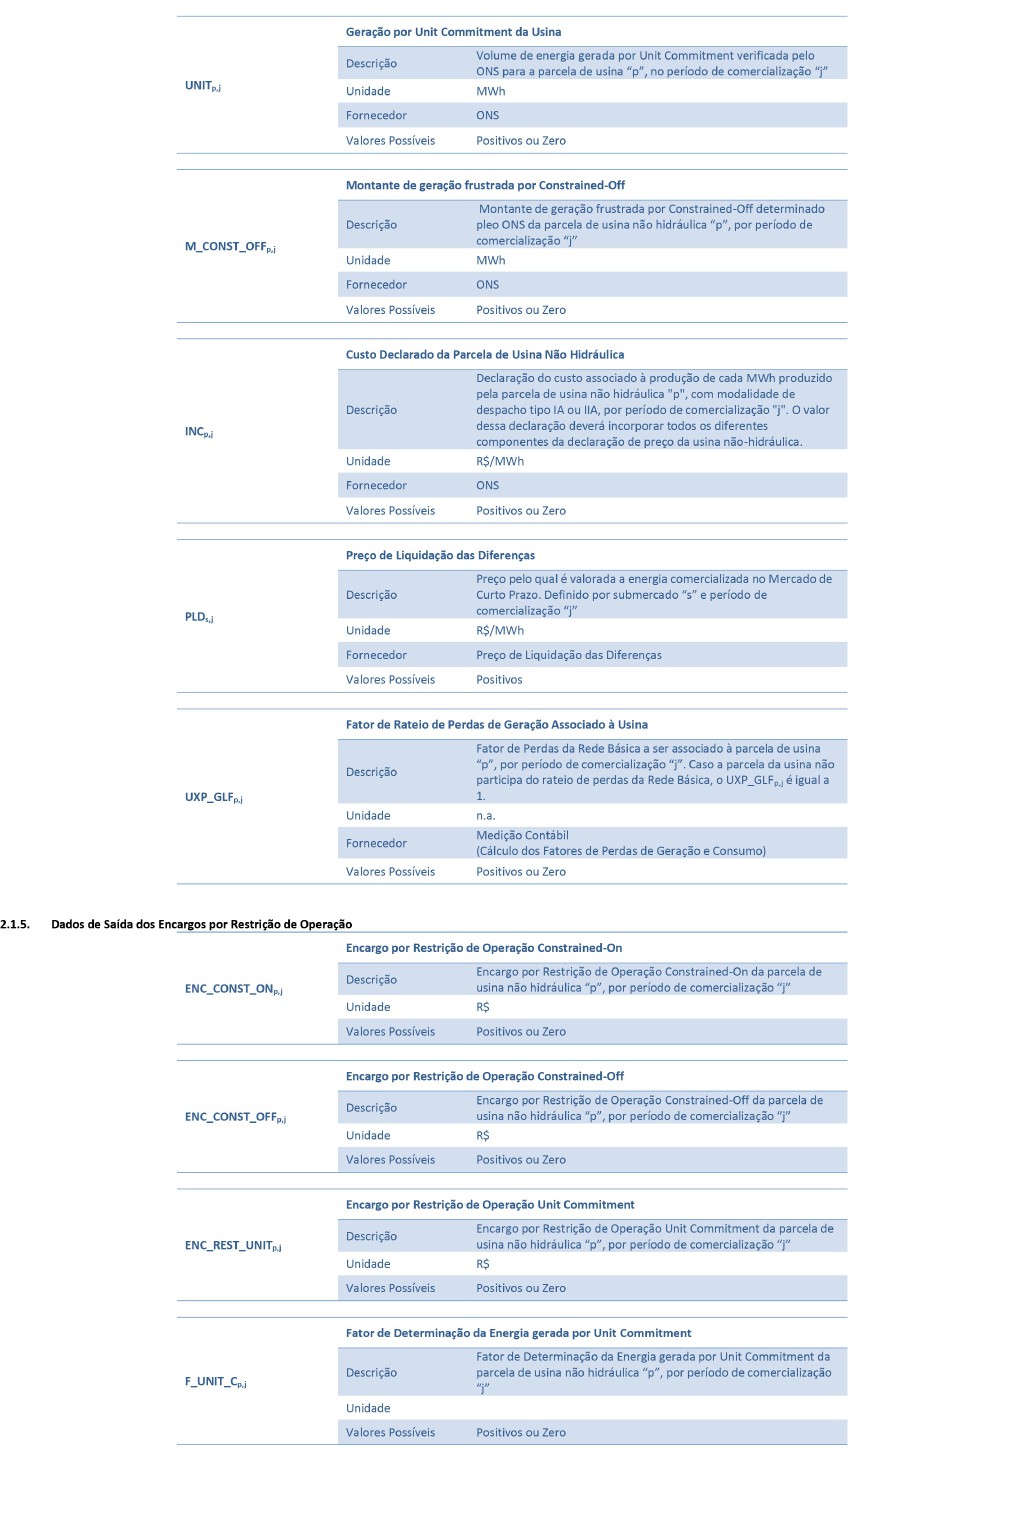 Geração por Unit Commitment da Usina
UNITp,j
Descrição
Volume de energia gerada por Unit Commitment verificada pelo
ONS para a parcela de usina “p”, no período de comercialização “j”
Unidade
MWh
Fornecedor
ONS
Valores Possíveis
Positivos ou Zero
Montante de geração frustrada por Constrained-Off
M_CONST_OFFp,j
Descrição
Montante de geração frustrada por Constrained-Off determinado
pleo ONS da parcela de usina não hidráulica “p”, por período de
comercialização “j”
Unidade
MWh
Fornecedor
ONS
Valores Possíveis
Positivos ou Zero
Custo Declarado da Parcela de Usina Não Hidráulica
INCp,j
Descrição
Declaração do custo associado à produção de cada MWh produzido
pela parcela de usina não hidráulica "p", com modalidade de
despacho tipo IA ou IIA, por período de comercialização "j". O valor
dessa declaração deverá incorporar todos os diferentes
componentes da declaração de preço da usina não-hidráulica.
Unidade
R$/MWh
Fornecedor
ONS
Valores Possíveis
Positivos ou Zero
Preço de Liquidação das Diferenças
PLDs,j
Descrição
Preço pelo qual é valorada a energia comercializada no Mercado de
Curto Prazo. Definido por submercado “s” e período de
comercialização “j”
Unidade
R$/MWh
Fornecedor
Preço de Liquidação das Diferenças
Valores Possíveis
Positivos
Fator de Rateio de Perdas de Geração Associado à Usina
UXP_GLFp,j
Descrição
Fator de Perdas da Rede Básica a ser associado à parcela de usina
“p”, por período de comercialização “j”. Caso a parcela da usina não
participa do rateio de perdas da Rede Básica, o UXP_GLFp,j é igual a
1.
Unidade
n.a.
Fornecedor
Medição Contábil
(Cálculo dos Fatores de Perdas de Geração e Consumo)
Valores Possíveis
Positivos ou Zero
2.1.5. Dados de Saída dos Encargos por Restrição de Operação
Encargo por Restrição de Operação Constrained-On
ENC_CONST_ONp,j
Descrição
Encargo por Restrição de Operação Constrained-On da parcela de
usina não hidráulica “p”, por período de comercialização “j”
Unidade
R$
Valores Possíveis
Positivos ou Zero
Encargo por Restrição de Operação Constrained-Off
ENC_CONST_OFFp,j
Descrição
Encargo por Restrição de Operação Constrained-Off da parcela de
usina não hidráulica “p”, por período de comercialização “j”
Unidade
R$
Valores Possíveis
Positivos ou Zero
Encargo por Restrição de Operação Unit Commitment
ENC_REST_UNITp,j
Descrição
Encargo por Restrição de Operação Unit Commitment da parcela de
usina não hidráulica “p”, por período de comercialização “j”
Unidade
R$
Valores Possíveis
Positivos ou Zero
Fator de Determinação da Energia gerada por Unit Commitment
F_UNIT_Cp,j
Descrição
Fator de Determinação da Energia gerada por Unit Commitment da
parcela de usina não hidráulica “p”, por período de comercialização
“j”
Unidade
Valores Possíveis
Positivos ou Zero